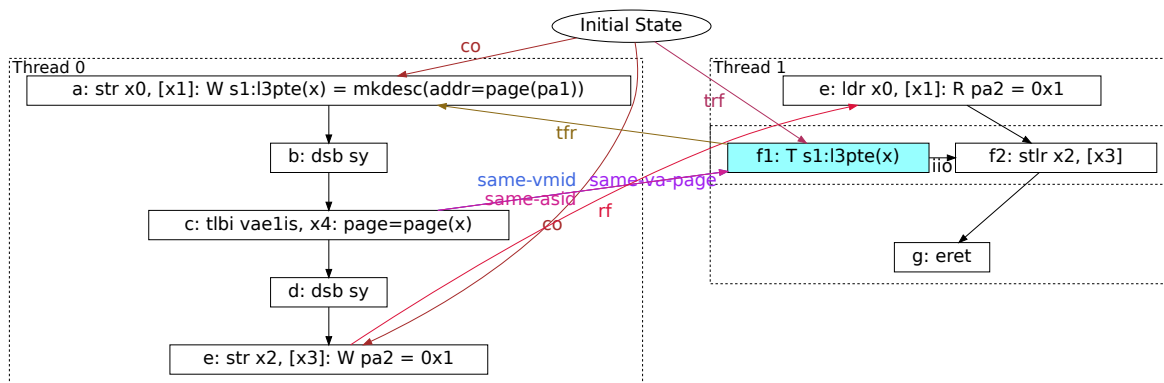 Initial State
co
Thread 0
Thread 1
a: str x0, [x1]: W s1:l3pte(x) = mkdesc(addr=page(pa1))
e: ldr x0, [x1]: R pa2 = 0x1
trf
tfr
b: dsb sy
f1: T s1:l3pte(x)
iio
f2: stlr x2, [x3]
same-vmid
same-va-page
same-asid
rf
c: tlbi vae1is, x4: page=page(x)
co
g: eret
d: dsb sy
e: str x2, [x3]: W pa2 = 0x1